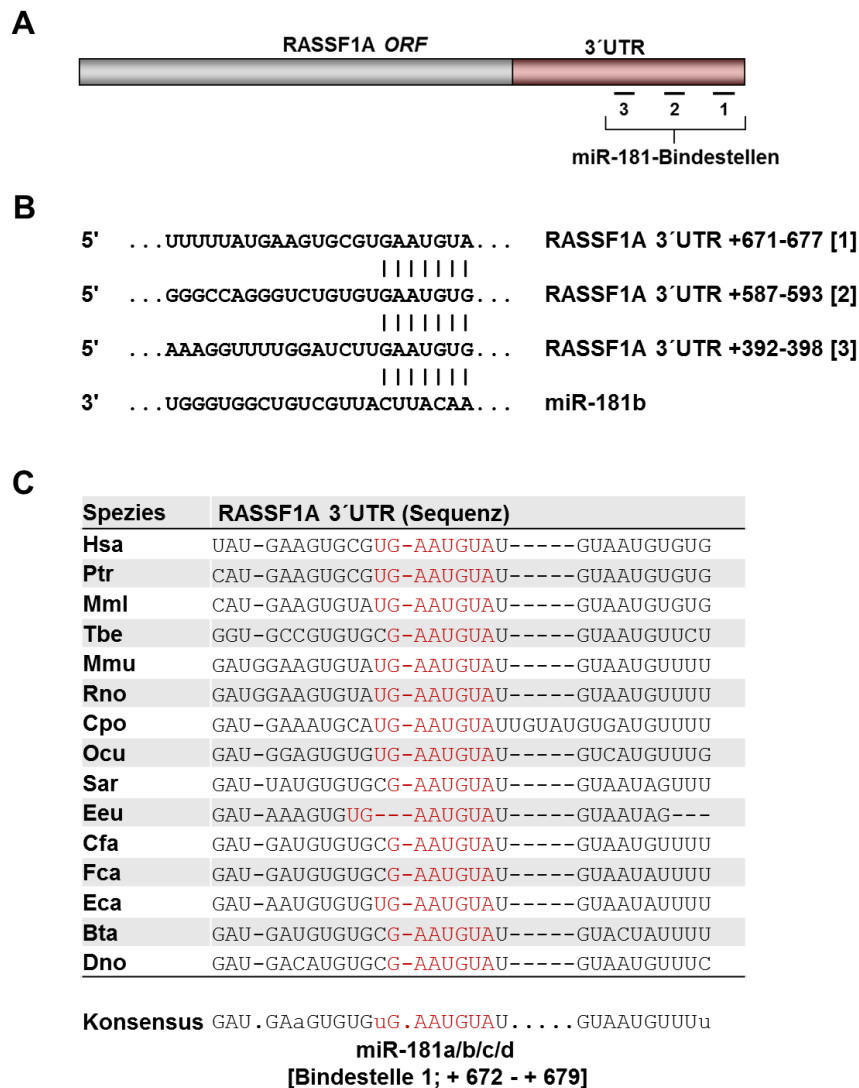 A
RASSF1A ORF 3´UTR
3 2 1
miR-181-Bindestellen
B
5' ...UUUUUAUGAAGUGCGUGAAUGUA... RASSF1A 3´UTR +671-677 [1]
5' ...GGGCCAGGGUCUGUGUGAAUGUG... RASSF1A 3´UTR +587-593 [2]
5' ...AAAGGUUUUGGAUCUUGAAUGUG... RASSF1A 3´UTR +392-398 [3]
3' ...UGGGUGGCUGUCGUUACUUACAA... miR-181b
C
Spezies RASSF1A 3´UTR (Sequenz)
Hsa UAU-GAAGUGCGUG-AAUGUAU-----GUAAUGUGUG
Ptr CAU-GAAGUGCGUG-AAUGUAU-----GUAAUGUGUG
Mml CAU-GAAGUGUAUG-AAUGUAU-----GUAAUGUGUG
Tbe GGU-GCCGUGUGCG-AAUGUAU-----GUAAUGUUCU
Mmu GAUGGAAGUGUAUG-AAUGUAU-----GUAAUGUUUU
Rno GAUGGAAGUGUAUG-AAUGUAU-----GUAAUGUUUU
Cpo GAU-GAAAUGCAUG-AAUGUAUUGUAUGUGAUGUUUU
Ocu GAU-GGAGUGUGUG-AAUGUAU-----GUCAUGUUUG
Sar GAU-UAUGUGUGCG-AAUGUAU-----GUAAUAGUUU
Eeu GAU-AAAGUGUG---AAUGUAU-----GUAAUAG---
Cfa GAU-GAUGUGUGCG-AAUGUAU-----GUAAUGUUUU
Fca GAU-GAUGUGUGCG-AAUGUAU-----GUAAUAUUUU
Eca GAU-AAUGUGUGUG-AAUGUAU-----GUAAUAUUUU
Bta GAU-GAUGUGUGCG-AAUGUAU-----GUACUAUUUU
Dno GAU-GACAUGUGCG-AAUGUAU-----GUAAUGUUUC
Konsensus GAU.GAaGUGUGuG.AAUGUAU.....GUAAUGUUUu
miR-181a/b/c/d
[Bindestelle 1; + 672 - + 679]